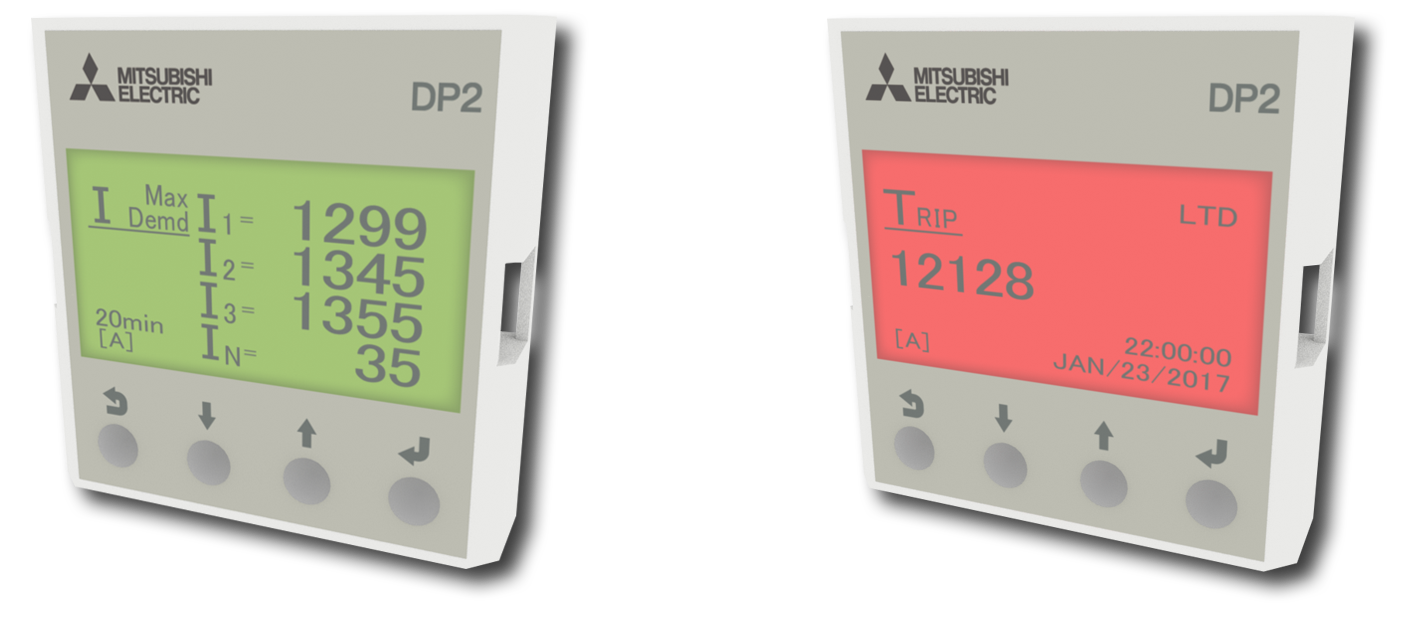 MITSUBISHI
ELECTRIC
DP2
I Max Demd
I1= 1299
I2= 1345
I3= 1355
IN= 35
20min
[A]
MITSUBISHI
ELECTRIC
DP2
TRIP
LTD
12128
[A]
22:00:00
JAN/23/2017